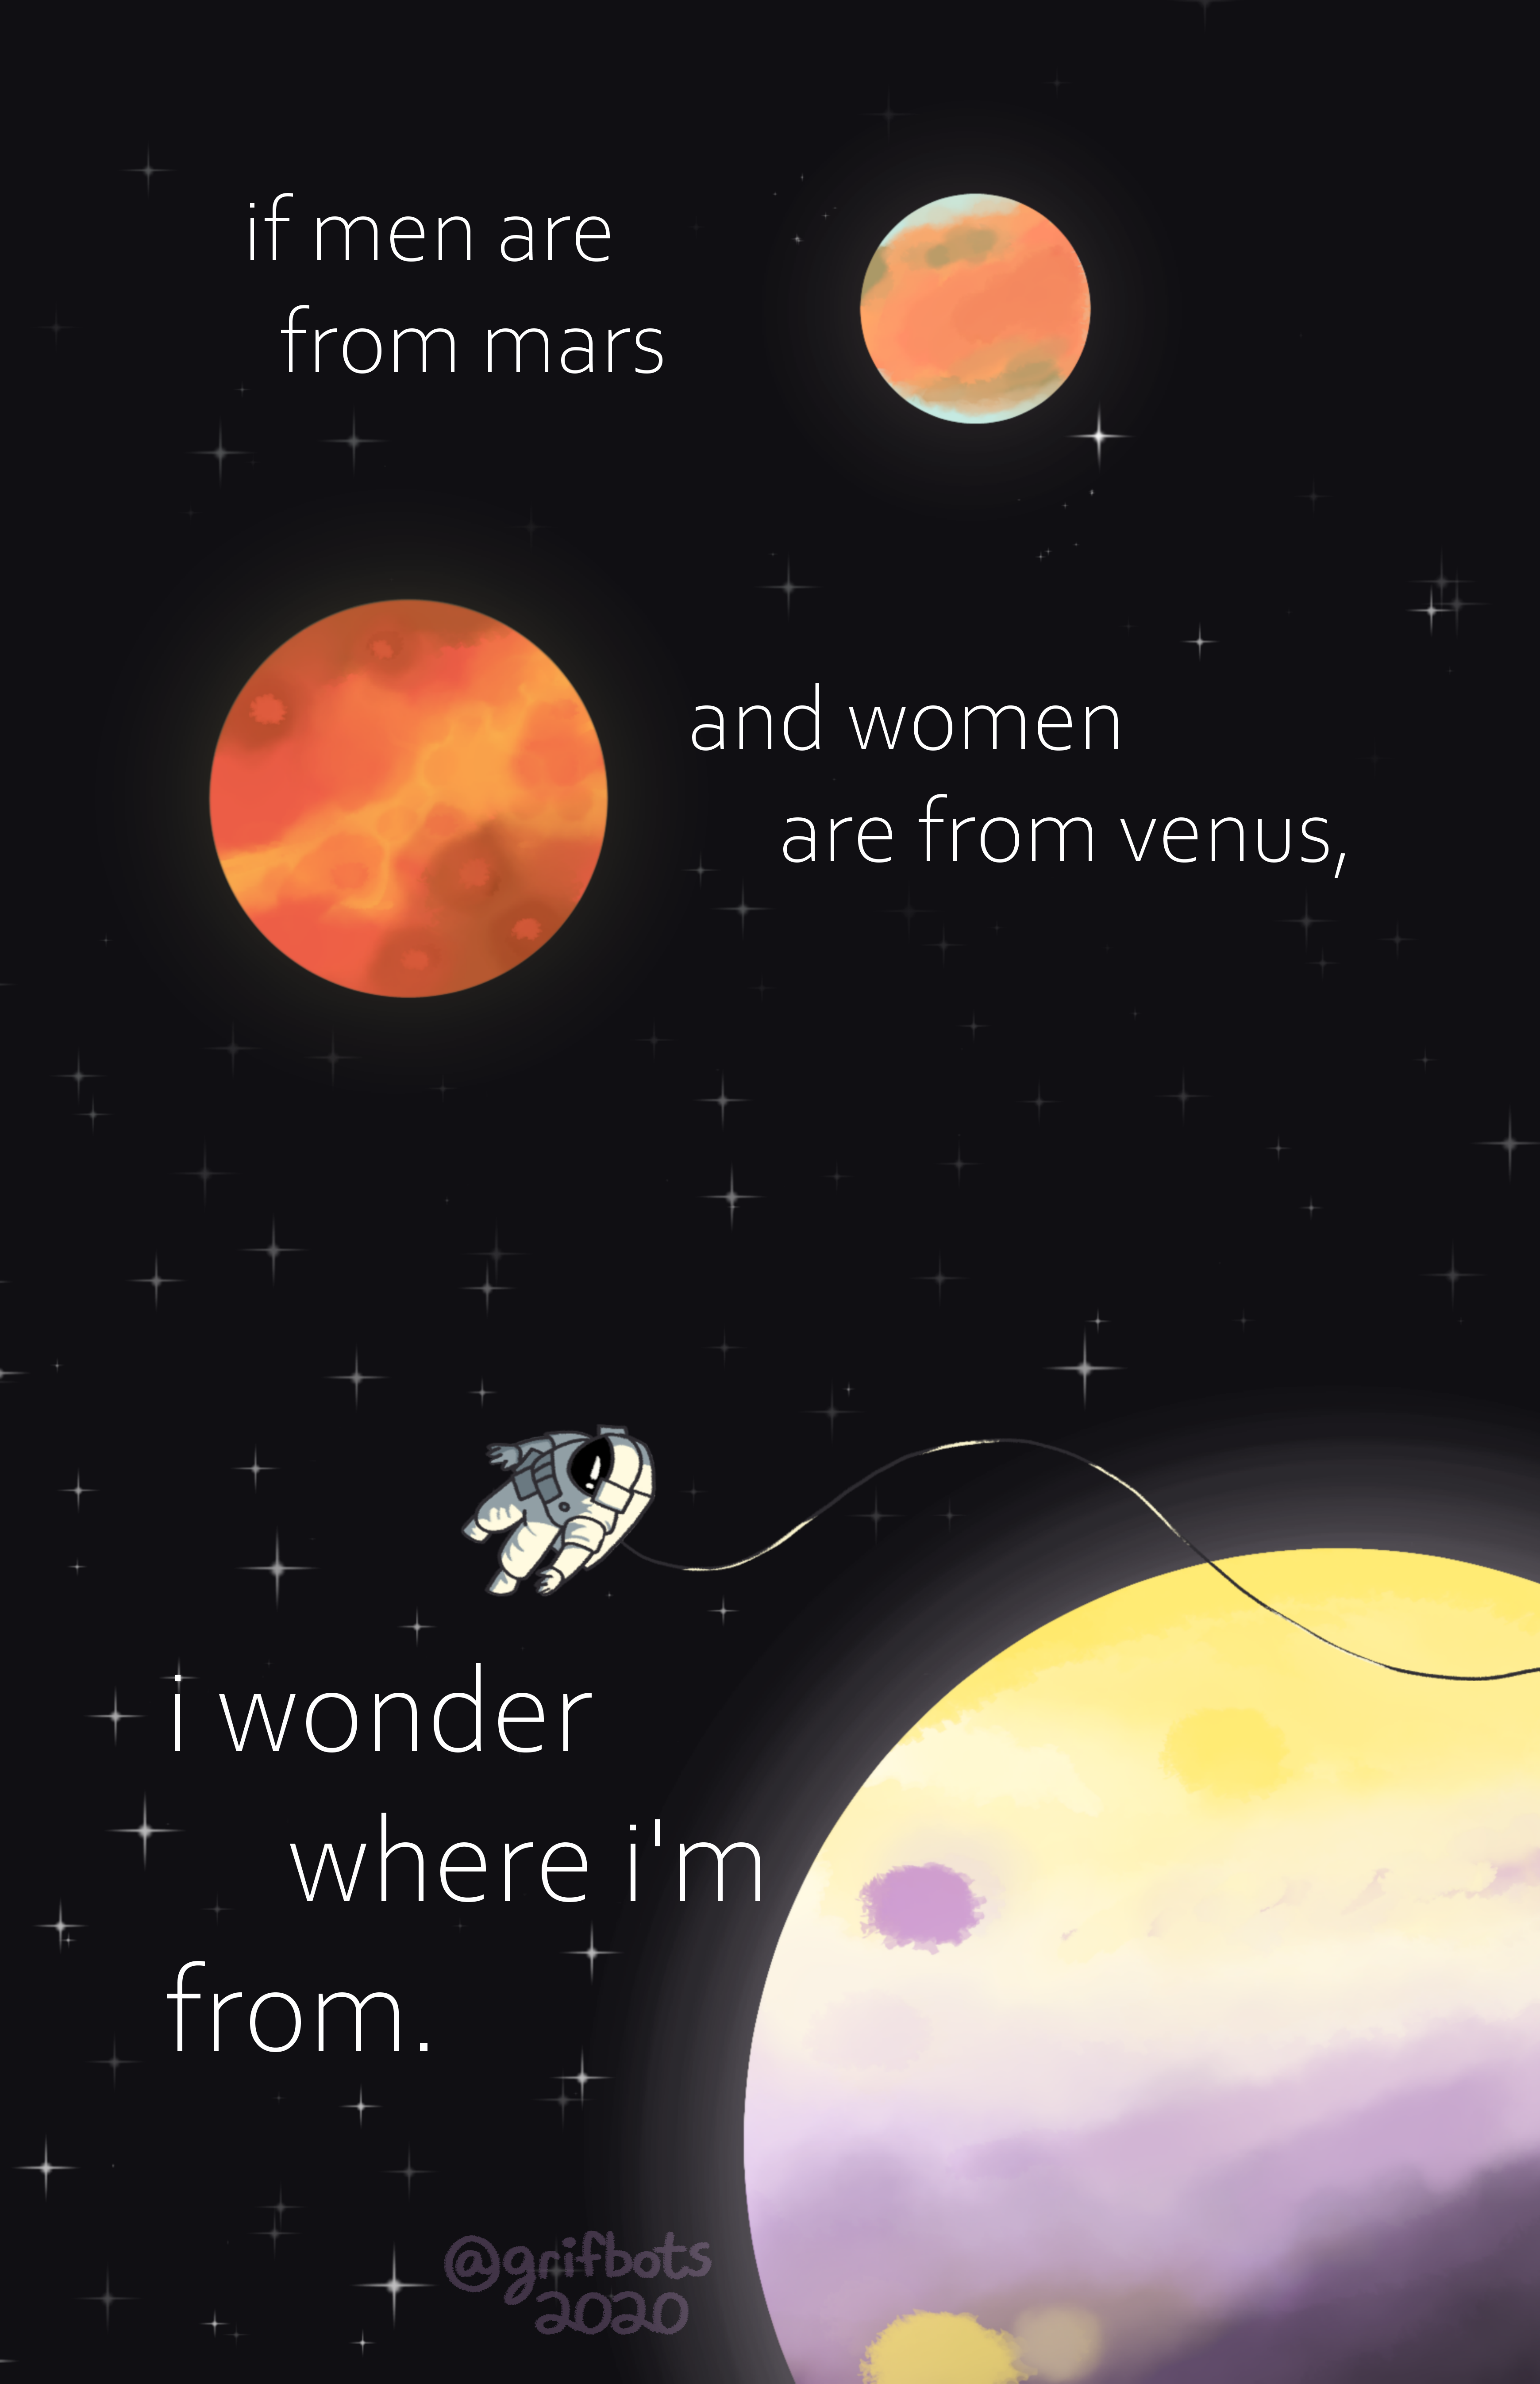 if men are
from mars
and women
are from venus,
i wonder
where i'm
from.
@grifbots
2020